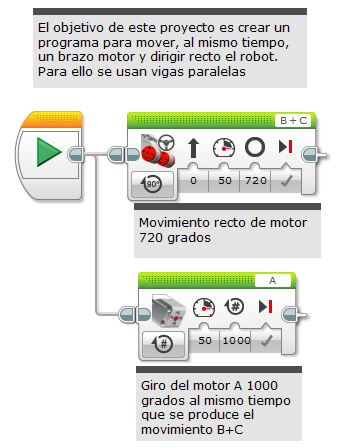 El objetivo de este proyecto es crear un
programa para mover, al mismo tiempo,
un brazo motor y dirigir recto el robot.
Para ello se usan vigas paralelas
B+C
90°
0 50 720
Movimiento recto de motor
720 grados
A
#
#
50 1000
Giro del motor A 1000
grados al mismo tiempo
que se produce el
movimiento B+C